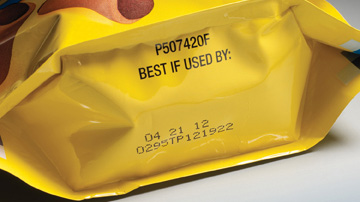 P507420F
BEST IF USED BY:
04 21 12
0295TP121922